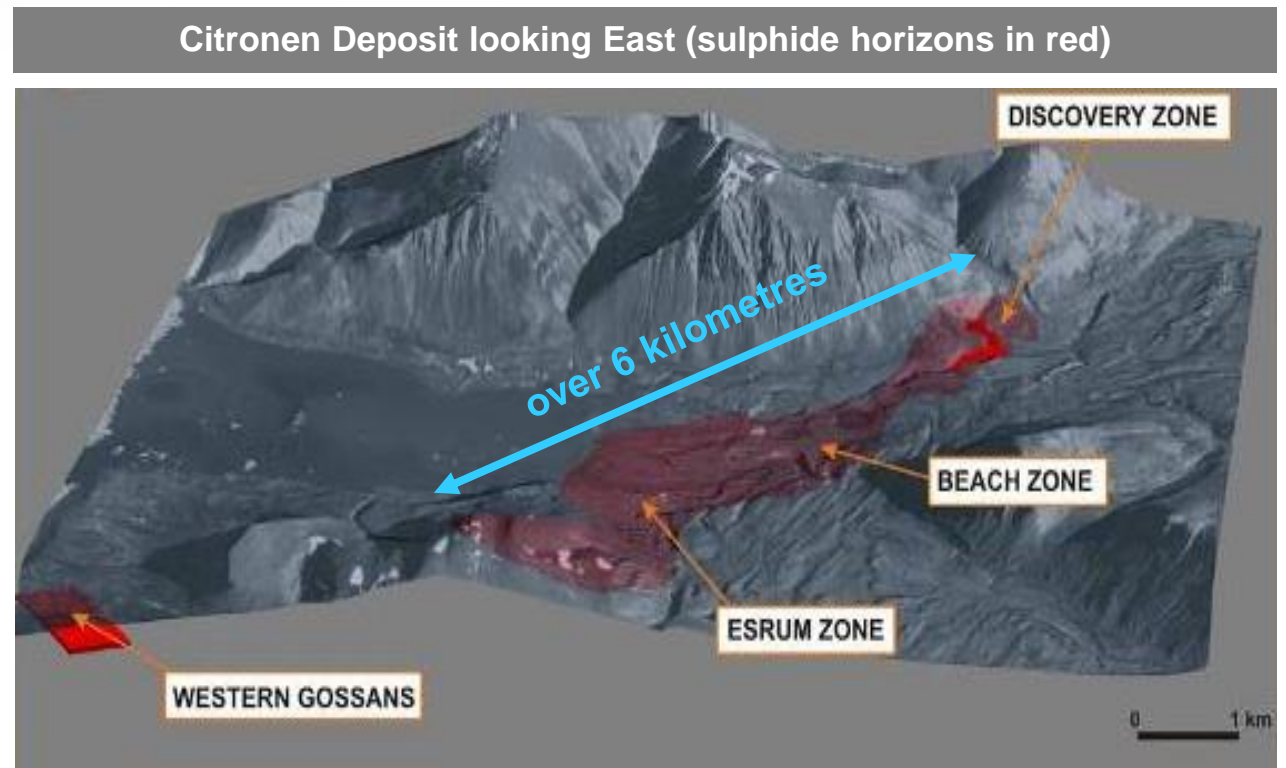 Citronen Deposit looking East (sulphide horizons in red)
DISCOVERY ZONE
over 6 kilometres
BEACH ZONE
ESRUM ZONE
WESTERN GOSSANS
0 1 km